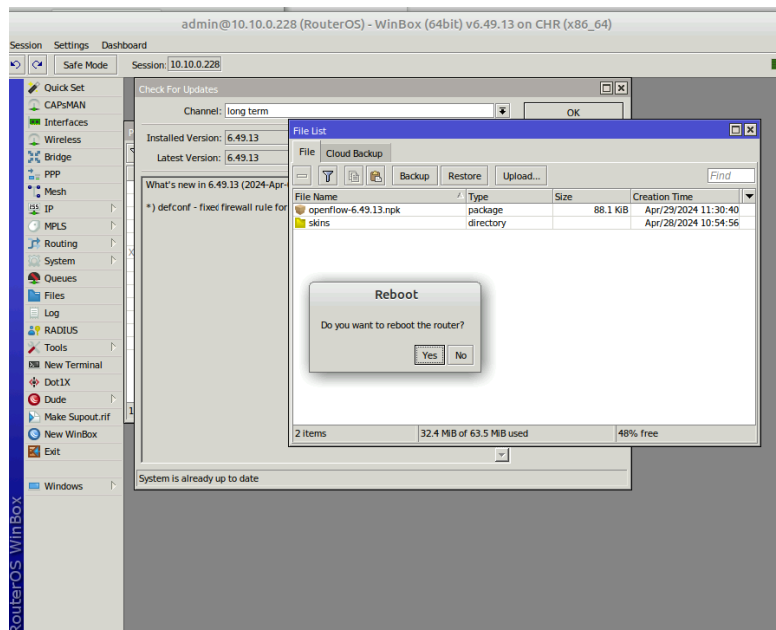 admin@10.10.0.228 (RouterOS) - WinBox (64bit) v6.49.13 on CHR (x86_64)
Session Settings Dashboard
Safe Mode Session: 10.10.0.228
Quick Set
CAPsMAN
Interfaces
Wireless
Bridge
PPP
Mesh
IP
MPLS
Routing
System
Queues
Files
Log
RADIUS
Tools
New Terminal
Dot1X
Dude
Make Supout.rif
New WinBox
Exit
Windows
RouterOS WinBox
Check For Updates
Channel: long term
OK
Installed Version: 6.49.13
Latest Version: 6.49.13
What's new in 6.49.13 (2024-Apr-
*) defconf - fixed firewall rule for
System is already up to date
File List
File Cloud Backup
Backup Restore Upload... Find
File Name Type Size Creation Time
openflow-6.49.13.npk package 88.1 KiB Apr/29/2024 11:30:40
skins directory Apr/28/2024 10:54:56
2 items 32.4 MiB of 63.5 MiB used 48% free
Reboot
Do you want to reboot the router?
Yes No